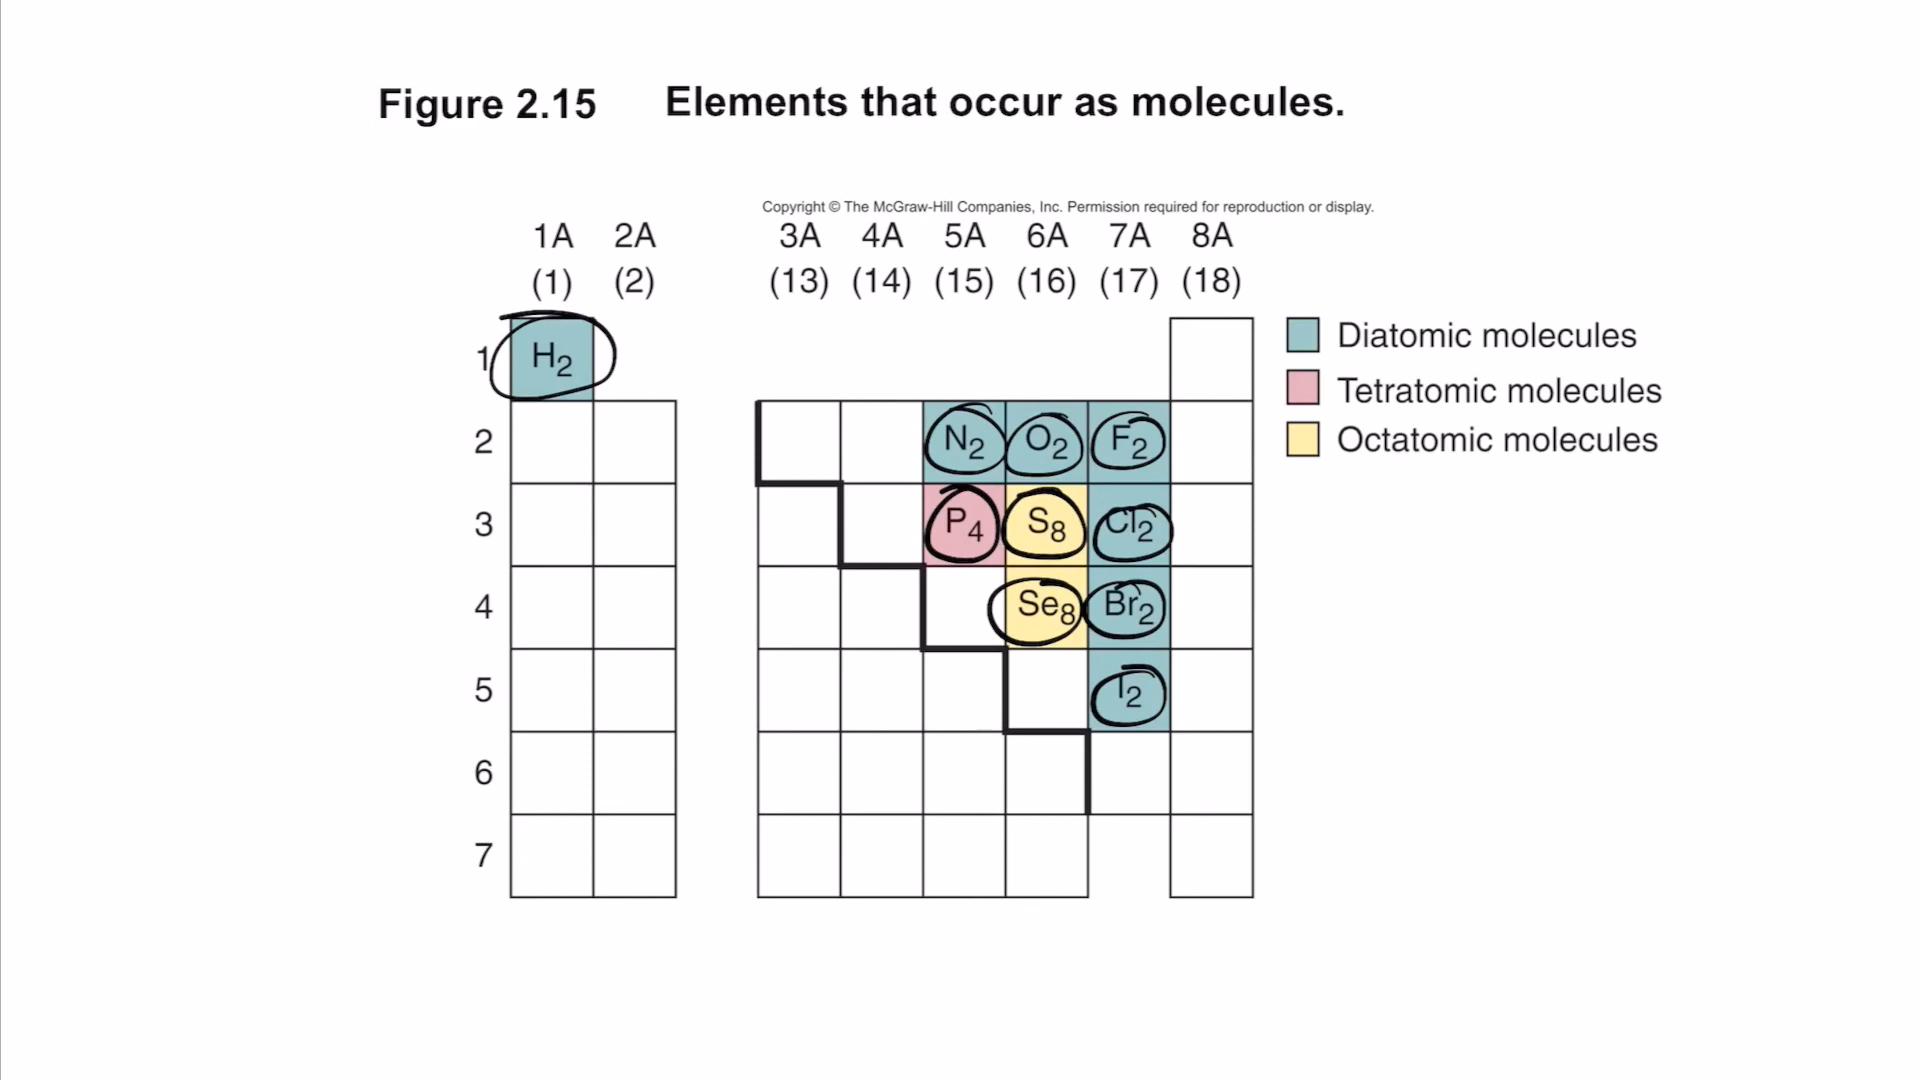 Figure 2.15 Elements that occur as molecules.
Copyright © The McGraw-Hill Companies, Inc. Permission required for reproduction or display.
1A 2A 3A 4A 5A 6A 7A 8A
(1) (2) (13) (14) (15) (16) (17) (18)
1 H₂
2 N₂ O₂ F₂
3 P₄ S₈ Cl₂
4 Se₈ Br₂
5 I₂
6
7
Diatomic molecules
Tetratomic molecules
Octatomic molecules